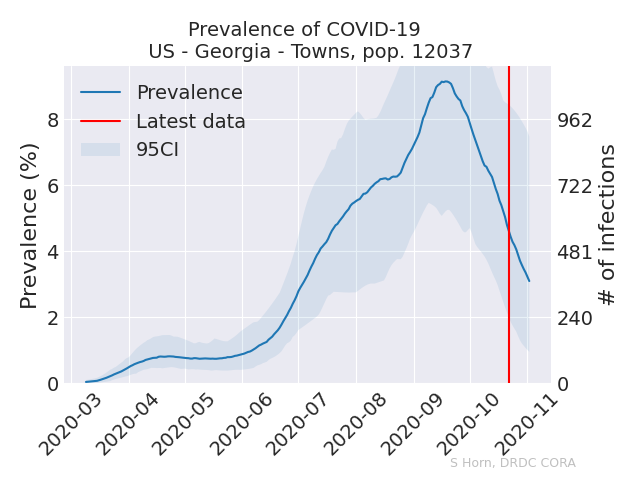 Prevalence of COVID-19
US - Georgia - Towns, pop. 12037
Prevalence
Latest data
95CI
Prevalence (%)
8
6
4
2
0
# of infections
962
722
481
240
0
2020-03
2020-04
2020-05
2020-06
2020-07
2020-08
2020-09
2020-10
2020-11
S Horn, DRDC CORA